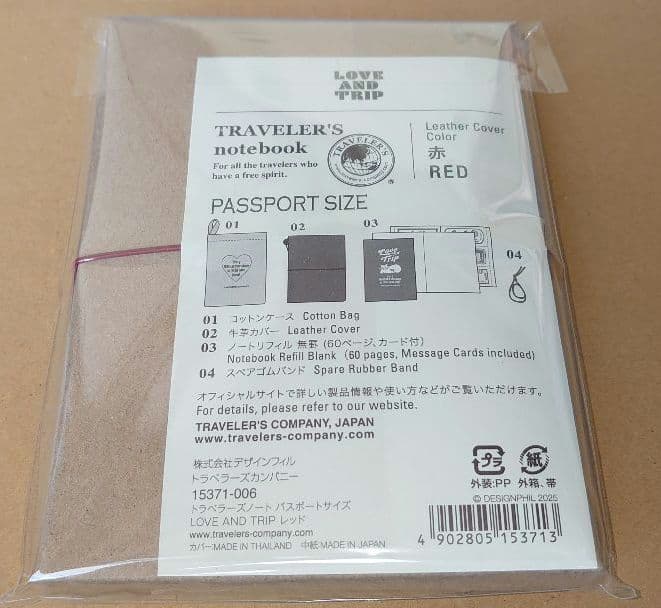 LOVE
AND
TRIP
TRAVELER'S
notebook
For all the travelers who
have a free spirit.
TRAVELER'S
®
Leather Cover
Color
赤
RED
PASSPORT SIZE
01
02
03
04
LOVE
AND
TRIP
01 コットンケース Cotton Bag
02 牛革カバー Leather Cover
03 ノートリフィル 無罫 (60ページ、カード付)
Notebook Refill Blank (60 pages, Message Cards included)
04 スペアゴムバンド Spare Rubber Band
オフィシャルサイトで詳しい製品情報や使い方などがご覧いただけます。
For details, please refer to our website.
TRAVELER'S COMPANY, JAPAN
www.travelers-company.com
株式会社デザインフィル
トラベラーズカンパニー
15371-006
トラベラーズノート パスポートサイズ
LOVE AND TRIP レッド
www.travelers-company.com
カバー:MADE IN THAILAND 中紙:MADE IN JAPAN
プラ
紙
外装:PP 外箱、帯
© DESIGNPHIL 2025
4 902805 153713